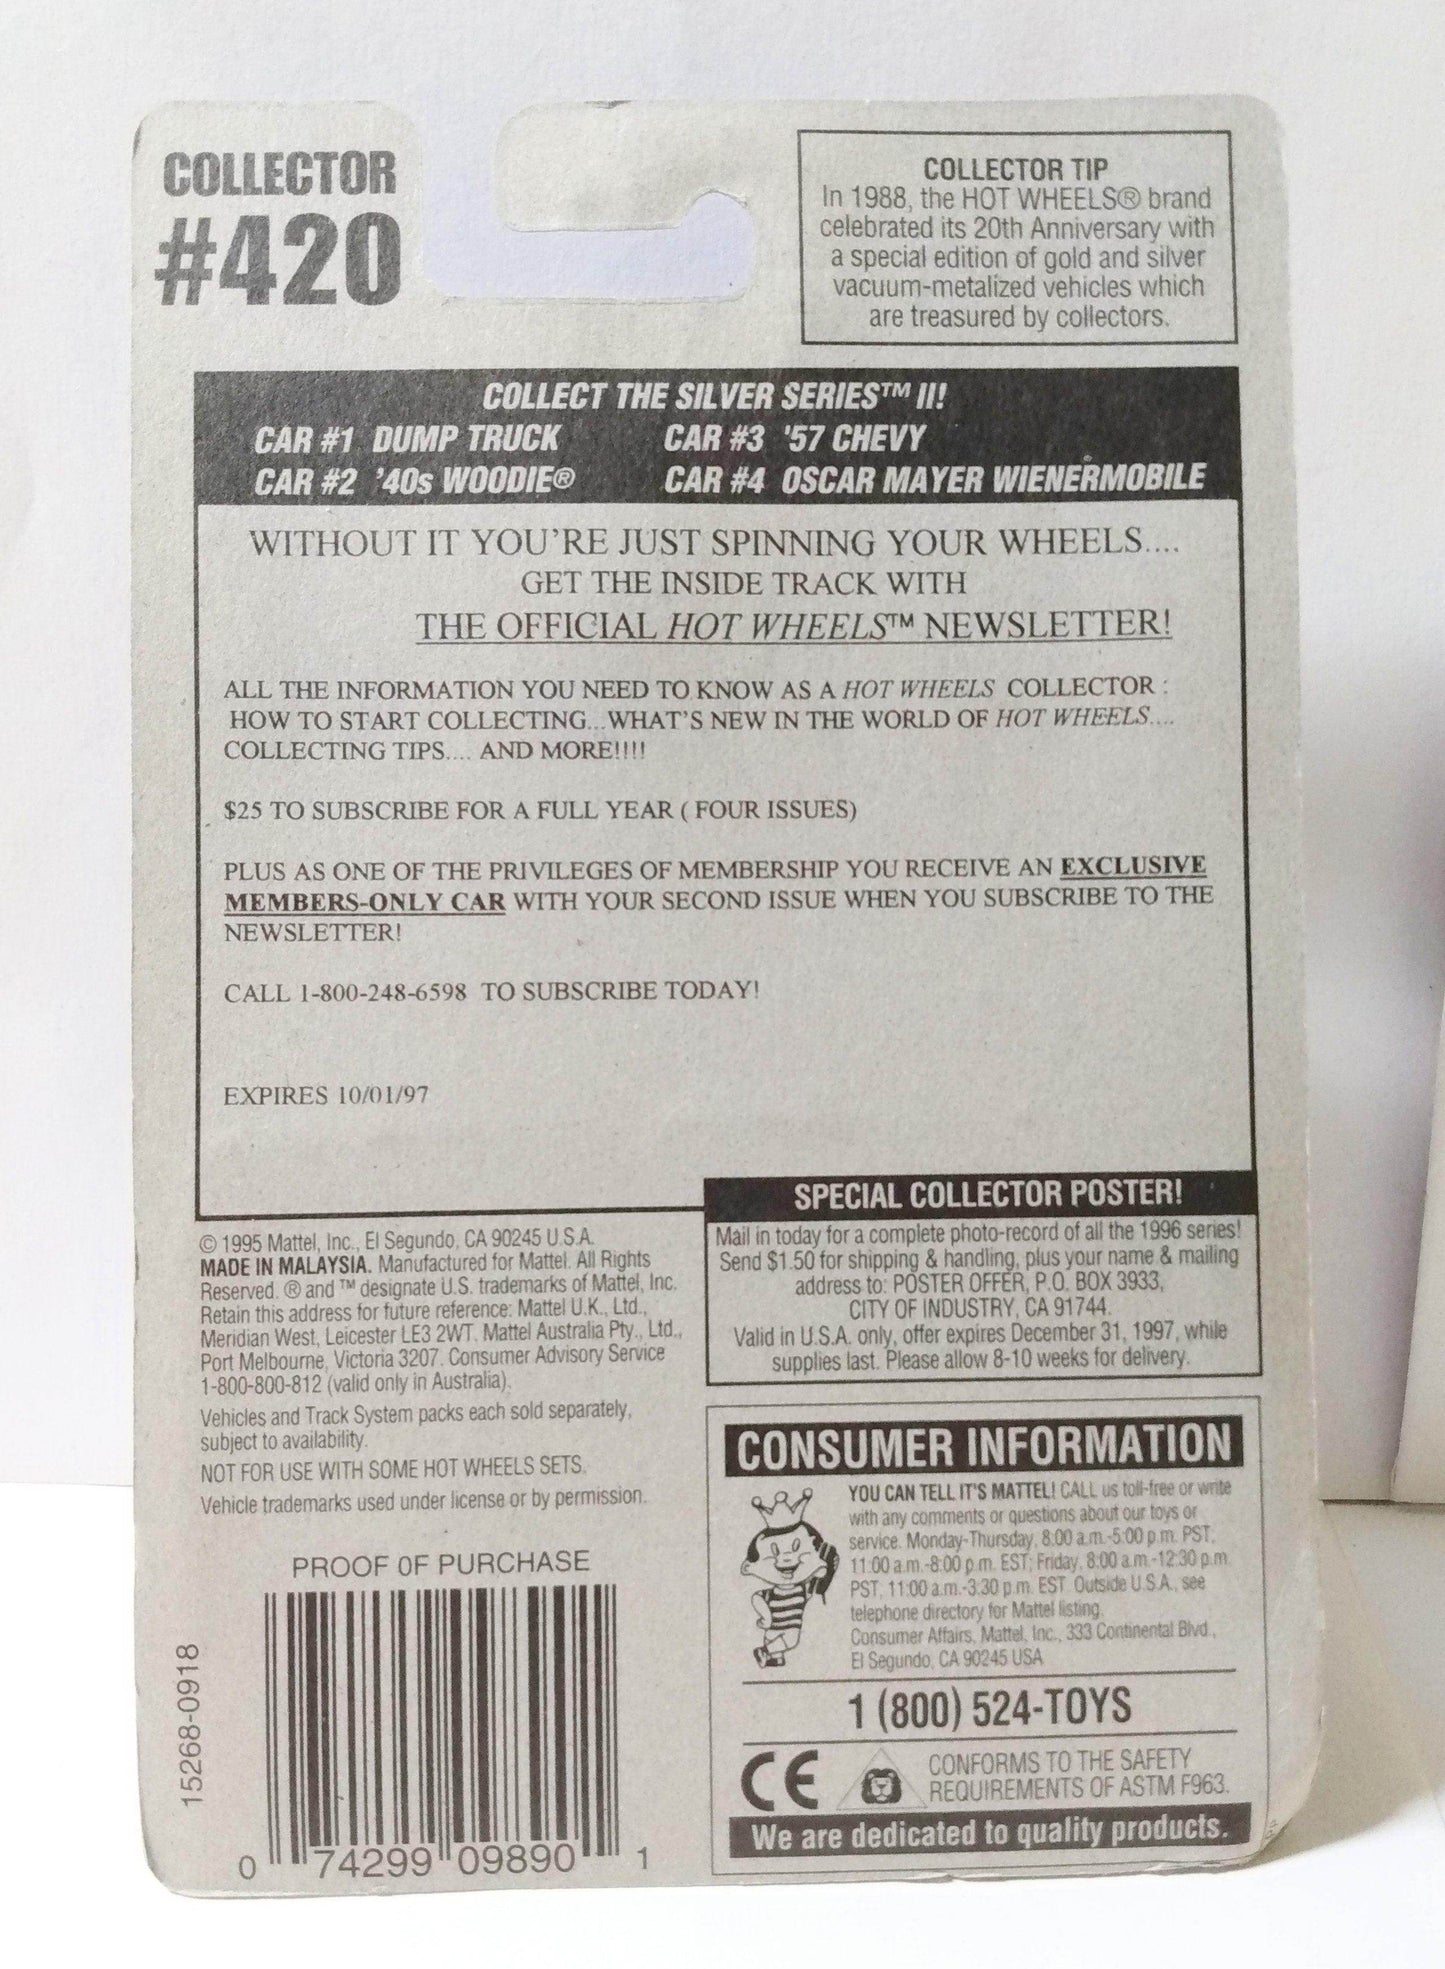 COLLECTOR
#420
COLLECTOR TIP
In 1988, the HOT WHEELS® brand
celebrated its 20th Anniversary with
a special edition of gold and silver
vacuum-metalized vehicles which
are treasured by collectors.
COLLECT THE SILVER SERIES™ II!
CAR #1 DUMP TRUCK
CAR #2 '40s WOODIE®
CAR #3 '57 CHEVY
CAR #4 OSCAR MAYER WIENERMOBILE
WITHOUT IT YOU'RE JUST SPINNING YOUR WHEELS....
GET THE INSIDE TRACK WITH
THE OFFICIAL HOT WHEELS™ NEWSLETTER!
ALL THE INFORMATION YOU NEED TO KNOW AS A HOT WHEELS COLLECTOR :
HOW TO START COLLECTING...WHAT'S NEW IN THE WORLD OF HOT WHEELS....
COLLECTING TIPS.... AND MORE!!!!
$25 TO SUBSCRIBE FOR A FULL YEAR ( FOUR ISSUES)
PLUS AS ONE OF THE PRIVILEGES OF MEMBERSHIP YOU RECEIVE AN EXCLUSIVE
MEMBERS-ONLY CAR WITH YOUR SECOND ISSUE WHEN YOU SUBSCRIBE TO THE
NEWSLETTER!
CALL 1-800-248-6598 TO SUBSCRIBE TODAY!
EXPIRES 10/01/97
© 1995 Mattel, Inc., El Segundo, CA 90245 U.S.A.
MADE IN MALAYSIA. Manufactured for Mattel. All Rights
Reserved. ® and ™ designate U.S. trademarks of Mattel, Inc.
Retain this address for future reference: Mattel U.K., Ltd.,
Meridian West, Leicester LE3 2WT. Mattel Australia Pty., Ltd.,
Port Melbourne, Victoria 3207. Consumer Advisory Service
1-800-800-812 (valid only in Australia).
Vehicles and Track System packs each sold separately,
subject to availability.
NOT FOR USE WITH SOME HOT WHEELS SETS.
Vehicle trademarks used under license or by permission.
PROOF OF PURCHASE
15268-0918
0 74299 09890 1
SPECIAL COLLECTOR POSTER!
Mail in today for a complete photo-record of all the 1996 series!
Send $1.50 for shipping & handling, plus your name & mailing
address to: POSTER OFFER, P.O. BOX 3933,
CITY OF INDUSTRY, CA 91744.
Valid in U.S.A. only, offer expires December 31, 1997, while
supplies last. Please allow 8-10 weeks for delivery.
CONSUMER INFORMATION
YOU CAN TELL IT'S MATTEL! CALL us toll-free or write
with any comments or questions about our toys or
service. Monday-Thursday, 8:00 a.m.-5:00 p.m. PST,
11:00 a.m.-8:00 p.m. EST; Friday, 8:00 a.m.-12:30 p.m.
PST, 11:00 a.m.-3:30 p.m. EST. Outside U.S.A., see
telephone directory for Mattel listing.
Consumer Affairs, Mattel, Inc., 333 Continental Blvd.,
El Segundo, CA 90245 USA
1 (800) 524-TOYS
CE
CONFORMS TO THE SAFETY
REQUIREMENTS OF ASTM F963.
We are dedicated to quality products.